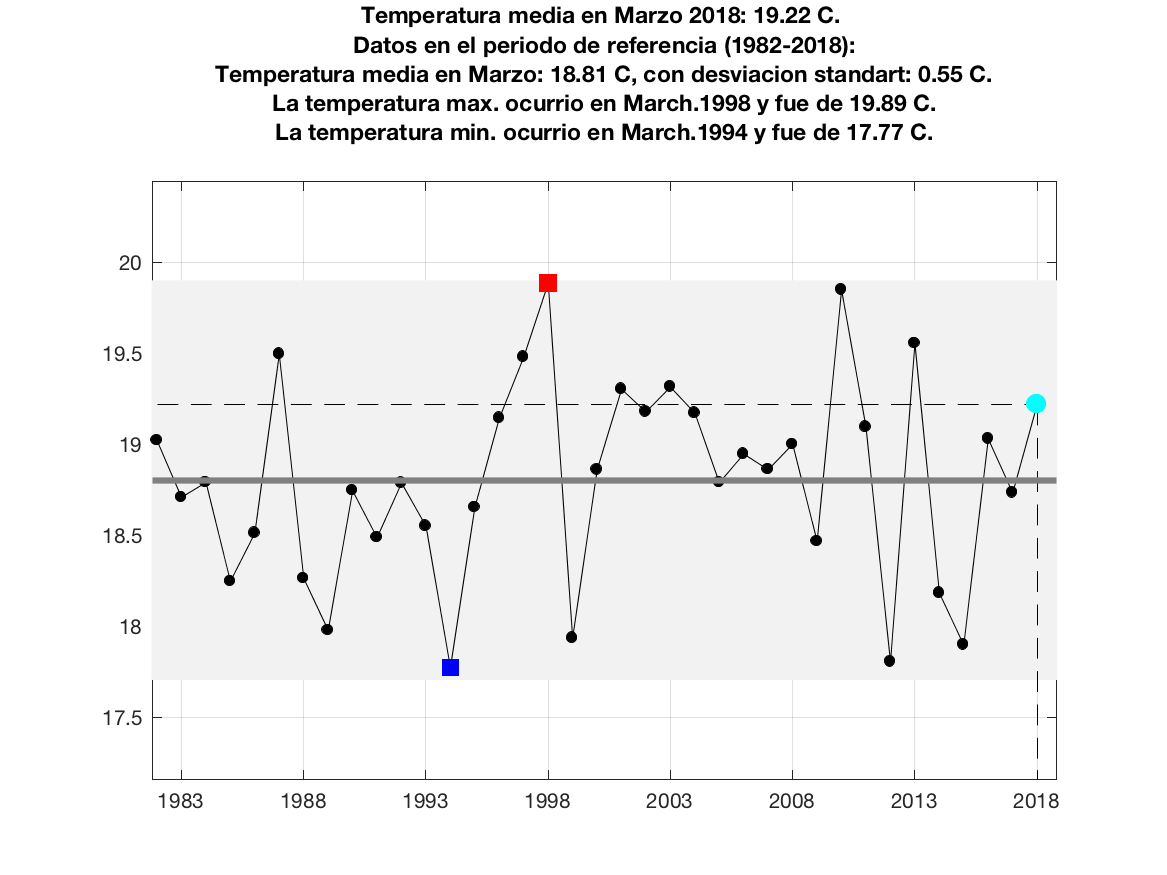 Temperatura media en Marzo 2018: 19.22 C.
Datos en el periodo de referencia (1982-2018):
Temperatura media en Marzo: 18.81 C, con desviacion standart: 0.55 C.
La temperatura max. ocurrio en March.1998 y fue de 19.89 C.
La temperatura min. ocurrio en March.1994 y fue de 17.77 C.
20
19.5
19
18.5
18
17.5
1983 1988 1993 1998 2003 2008 2013 2018